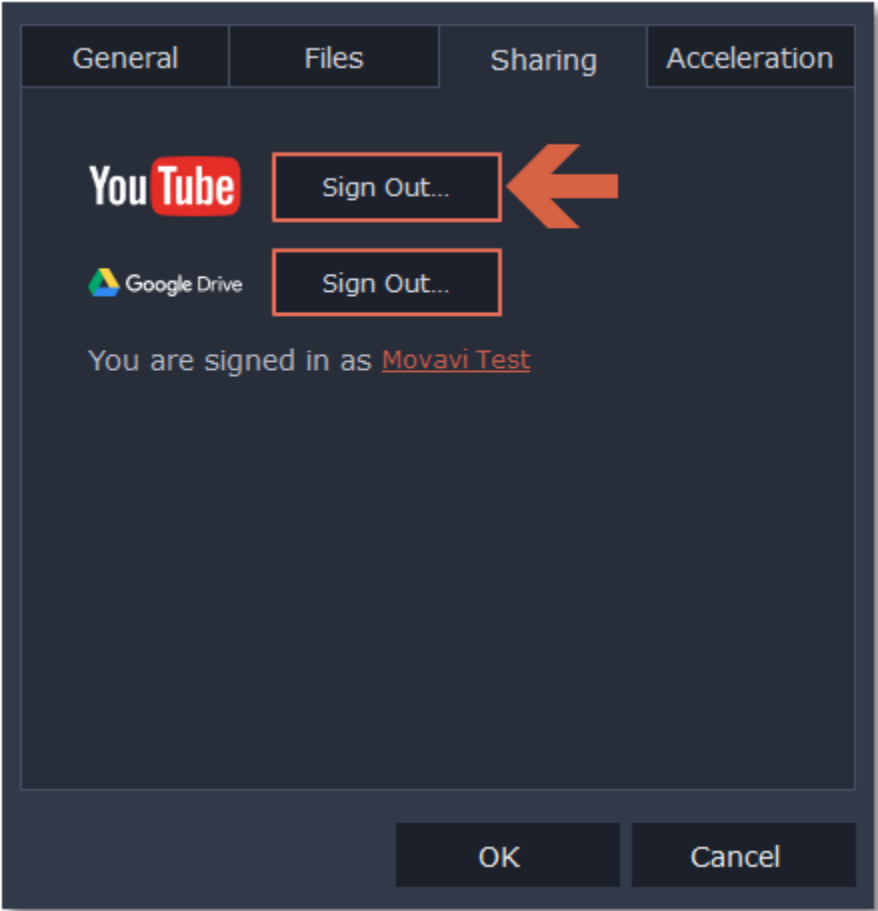 General Files Sharing Acceleration
YouTube Sign Out...
Google Drive Sign Out...
You are signed in as Movavi Test
OK Cancel